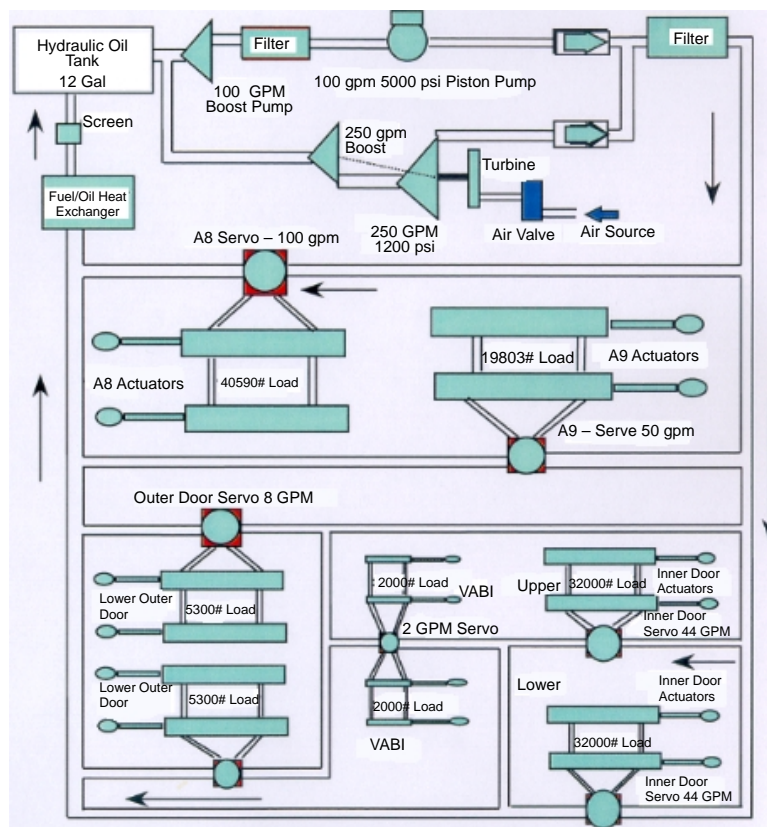 Hydraulic Oil
Tank
12 Gal
Filter
Filter
100 GPM
Boost Pump
100 gpm 5000 psi Piston Pump
Screen
250 gpm
Boost
Turbine
Fuel/Oil Heat
Exchanger
250 GPM
1200 psi
Air Valve
Air Source
A8 Servo – 100 gpm
19803# Load
A9 Actuators
A8 Actuators
40590# Load
A9 – Serve 50 gpm
Outer Door Servo 8 GPM
2000# Load
VABI
Upper
32000# Load
Inner Door
Actuators
Lower Outer
Door
5300# Load
Inner Door
Servo 44 GPM
2 GPM Servo
Lower Outer
Door
5300# Load
2000# Load
VABI
Lower
Inner Door
Actuators
32000# Load
Inner Door
Servo 44 GPM